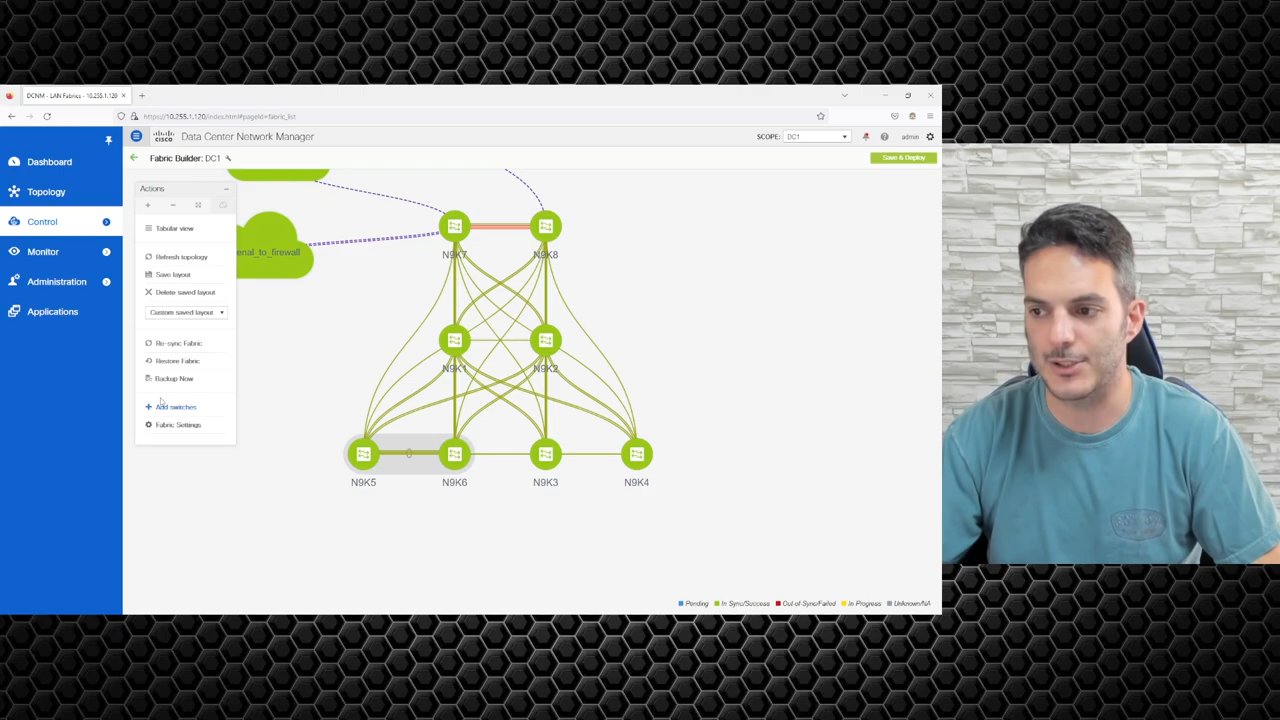 DCNM - LAN Fabrics - 10.255.1.120
https://10.255.1.120/index.html#pageId=fabric_list
cisco Data Center Network Manager
SCOPE: DC1
admin
Fabric Builder: DC1
Save & Deploy
Dashboard
Topology
Control
Monitor
Administration
Applications
Actions
Tabular view
Refresh topology
Save layout
Delete saved layout
Custom saved layout
Re-sync Fabric
Restore Fabric
Backup Now
+ Add switches
Fabric Settings
erial_to_firewall
N9K7
N9K8
N9K1
N9K2
N9K5
N9K6
N9K3
N9K4
Pending In Sync/Success Out-of-Sync/Failed In Progress Unknown/NA